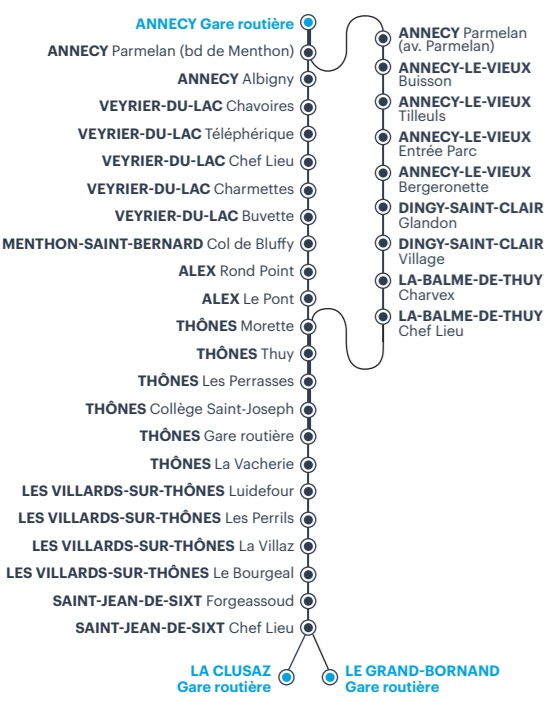 ANNECY Gare routière
ANNECY Parmelan (bd de Menthon)
ANNECY Albigny
VEYRIER-DU-LAC Chavoires
VEYRIER-DU-LAC Téléphérique
VEYRIER-DU-LAC Chef Lieu
VEYRIER-DU-LAC Charmettes
VEYRIER-DU-LAC Buvette
MENTHON-SAINT-BERNARD Col de Bluffy
ALEX Rond Point
ALEX Le Pont
THÔNES Morette
THÔNES Thuy
THÔNES Les Perrasses
THÔNES Collège Saint-Joseph
THÔNES Gare routière
THÔNES La Vacherie
LES VILLARDS-SUR-THÔNES Luidefour
LES VILLARDS-SUR-THÔNES Les Perrils
LES VILLARDS-SUR-THÔNES La Villaz
LES VILLARDS-SUR-THÔNES Le Bourgeal
SAINT-JEAN-DE-SIXT Forgeassoud
SAINT-JEAN-DE-SIXT Chef Lieu
ANNECY Parmelan
(av. Parmelan)
ANNECY-LE-VIEUX
Buisson
ANNECY-LE-VIEUX
Tilleuls
ANNECY-LE-VIEUX
Entrée Parc
ANNECY-LE-VIEUX
Bergeronette
DINGY-SAINT-CLAIR
Glandon
DINGY-SAINT-CLAIR
Village
LA-BALME-DE-THUY
Charvex
LA-BALME-DE-THUY
Chef Lieu
LA CLUSAZ
Gare routière
LE GRAND-BORNAND
Gare routière